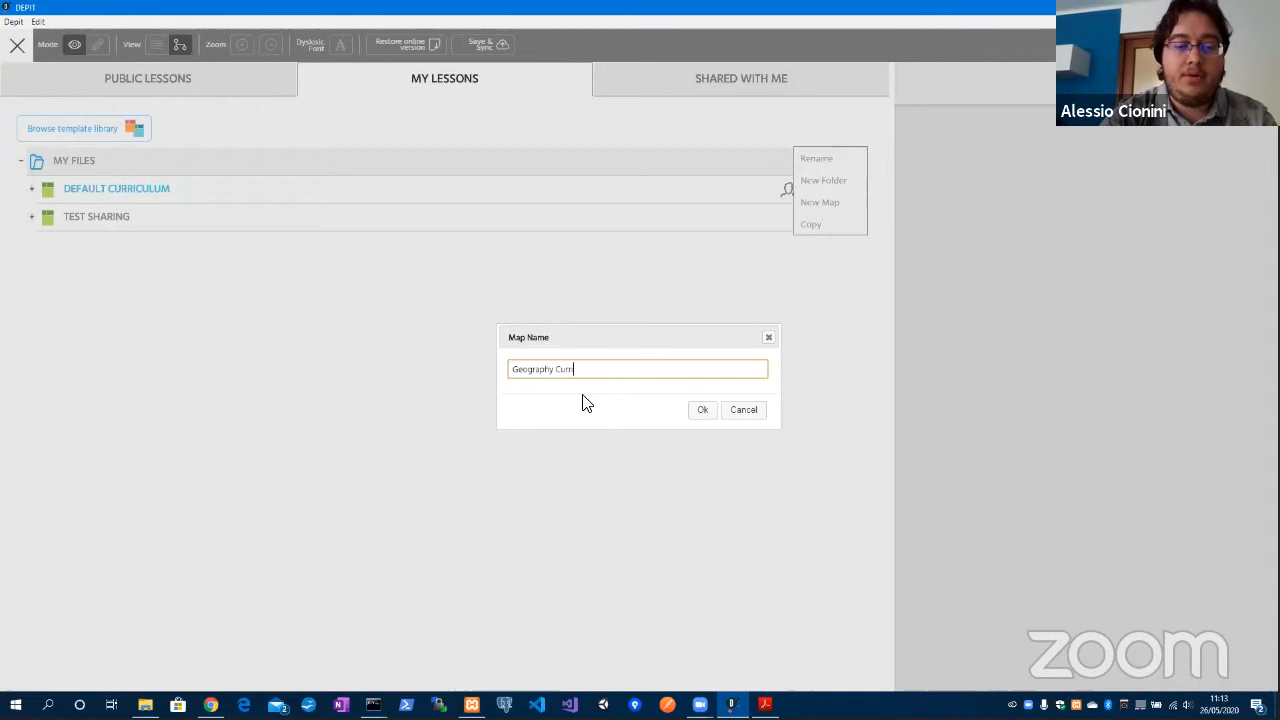 DEPIT
Depit Edit
Mode View Zoom Dyslexic Font A Restore online version Save & Sync
PUBLIC LESSONS MY LESSONS SHARED WITH ME
Alessio Cionini
Browse template library
MY FILES
DEFAULT CURRICULUM
TEST SHARING
Rename
New Folder
New Map
Copy
Map Name
Geography Curri
Ok Cancel
zoom
11:13
26/05/2020